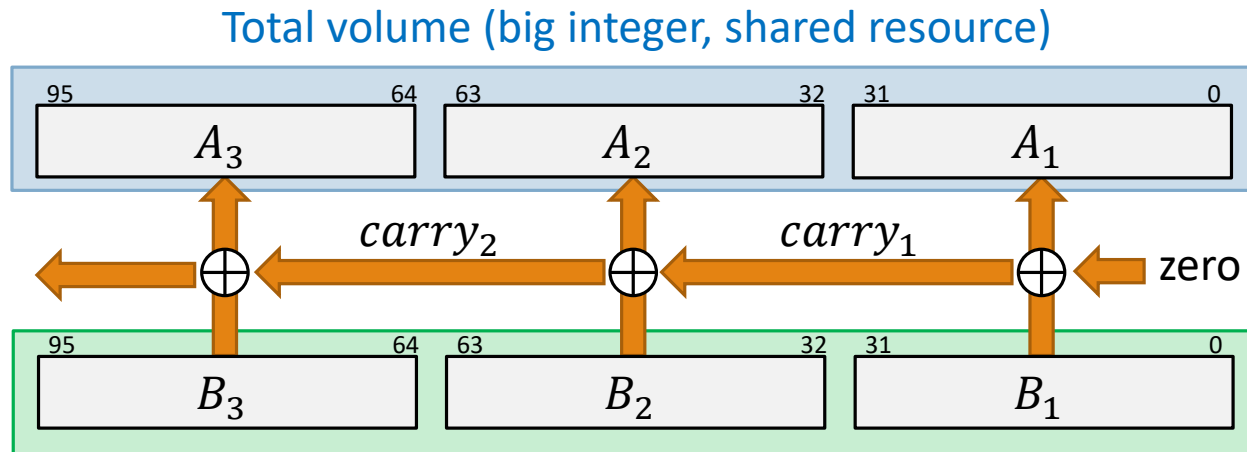 Total volume (big integer, shared resource)
95 64 63 32 31 0
A₃ A₂ A₁
carry₂ carry₁ zero
95 64 63 32 31 0
B₃ B₂ B₁